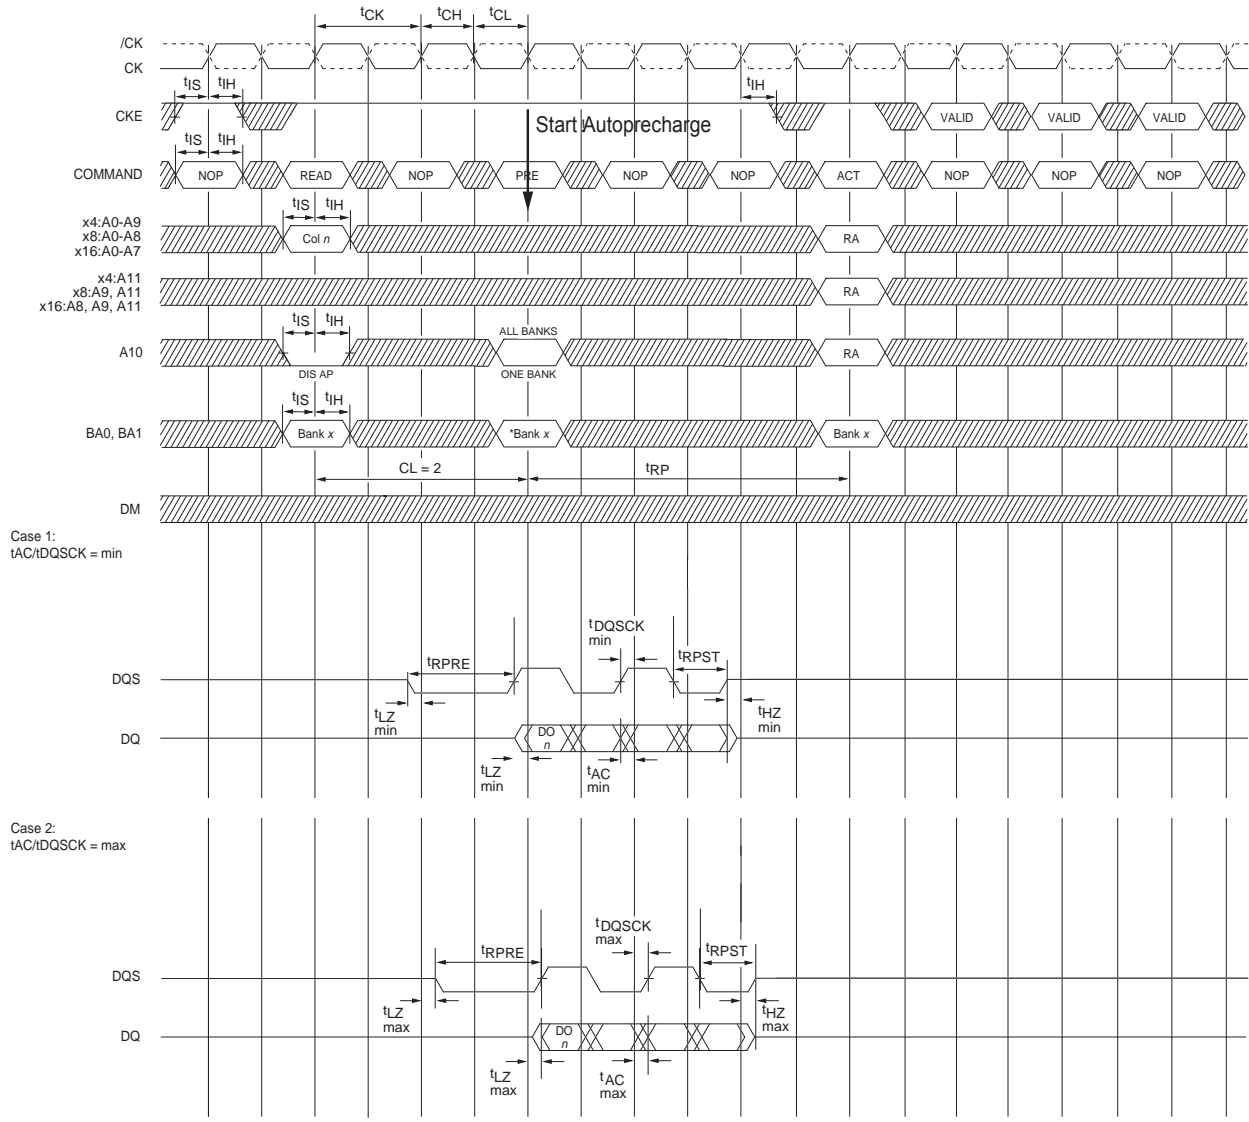 tCK tCH tCL
/CK
CK
tIS tIH tIH
CKE VALID VALID VALID
Start Autoprecharge
tIS tIH
COMMAND NOP READ NOP PRE NOP NOP ACT NOP NOP NOP
tIS tIH
x4:A0-A9
x8:A0-A8
x16:A0-A7
Col n RA
x4:A11
x8:A9, A11
x16:A8, A9, A11
RA
tIS tIH ALL BANKS
A10 RA
DIS AP ONE BANK
tIS tIH
BA0, BA1 Bank x *Bank x Bank x
CL = 2 tRP
DM
Case 1:
tAC/tDQSCK = min
tDQSCK
min
tRPRE tRPST
DQS
tLZ
min
tHZ
min
DQ DO
n
tLZ
min
tAC
min
Case 2:
tAC/tDQSCK = max
tDQSCK
max
tRPRE tRPST
DQS
tLZ
max
tHZ
max
DQ DO
n
tLZ
max
tAC
max